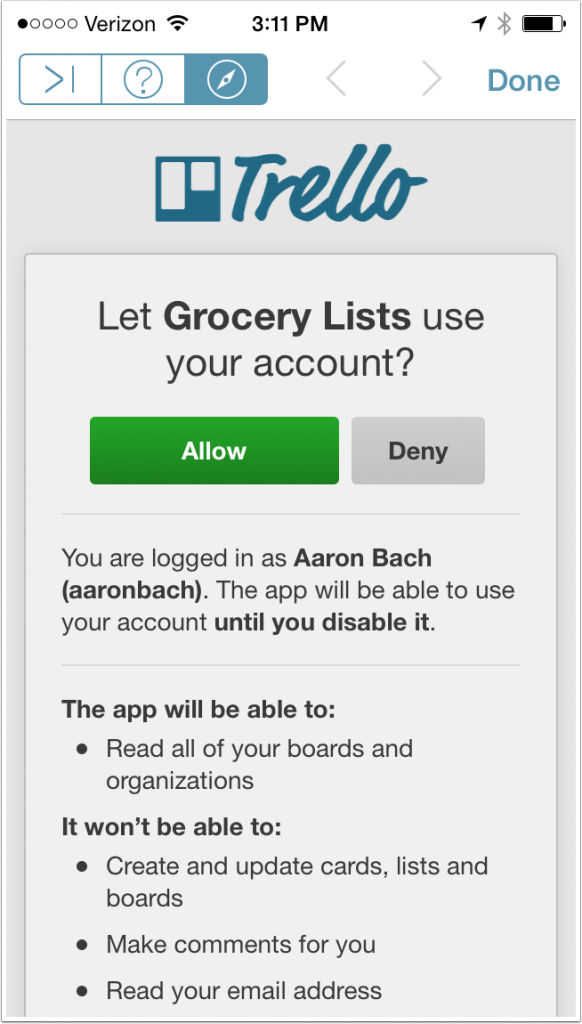 Verizon 3:11 PM
>| ? Done
Trello
Let Grocery Lists use
your account?
Allow Deny
You are logged in as Aaron Bach
(aaronbach). The app will be able to use
your account until you disable it.
The app will be able to:
• Read all of your boards and
organizations
It won’t be able to:
• Create and update cards, lists and
boards
• Make comments for you
• Read your email address